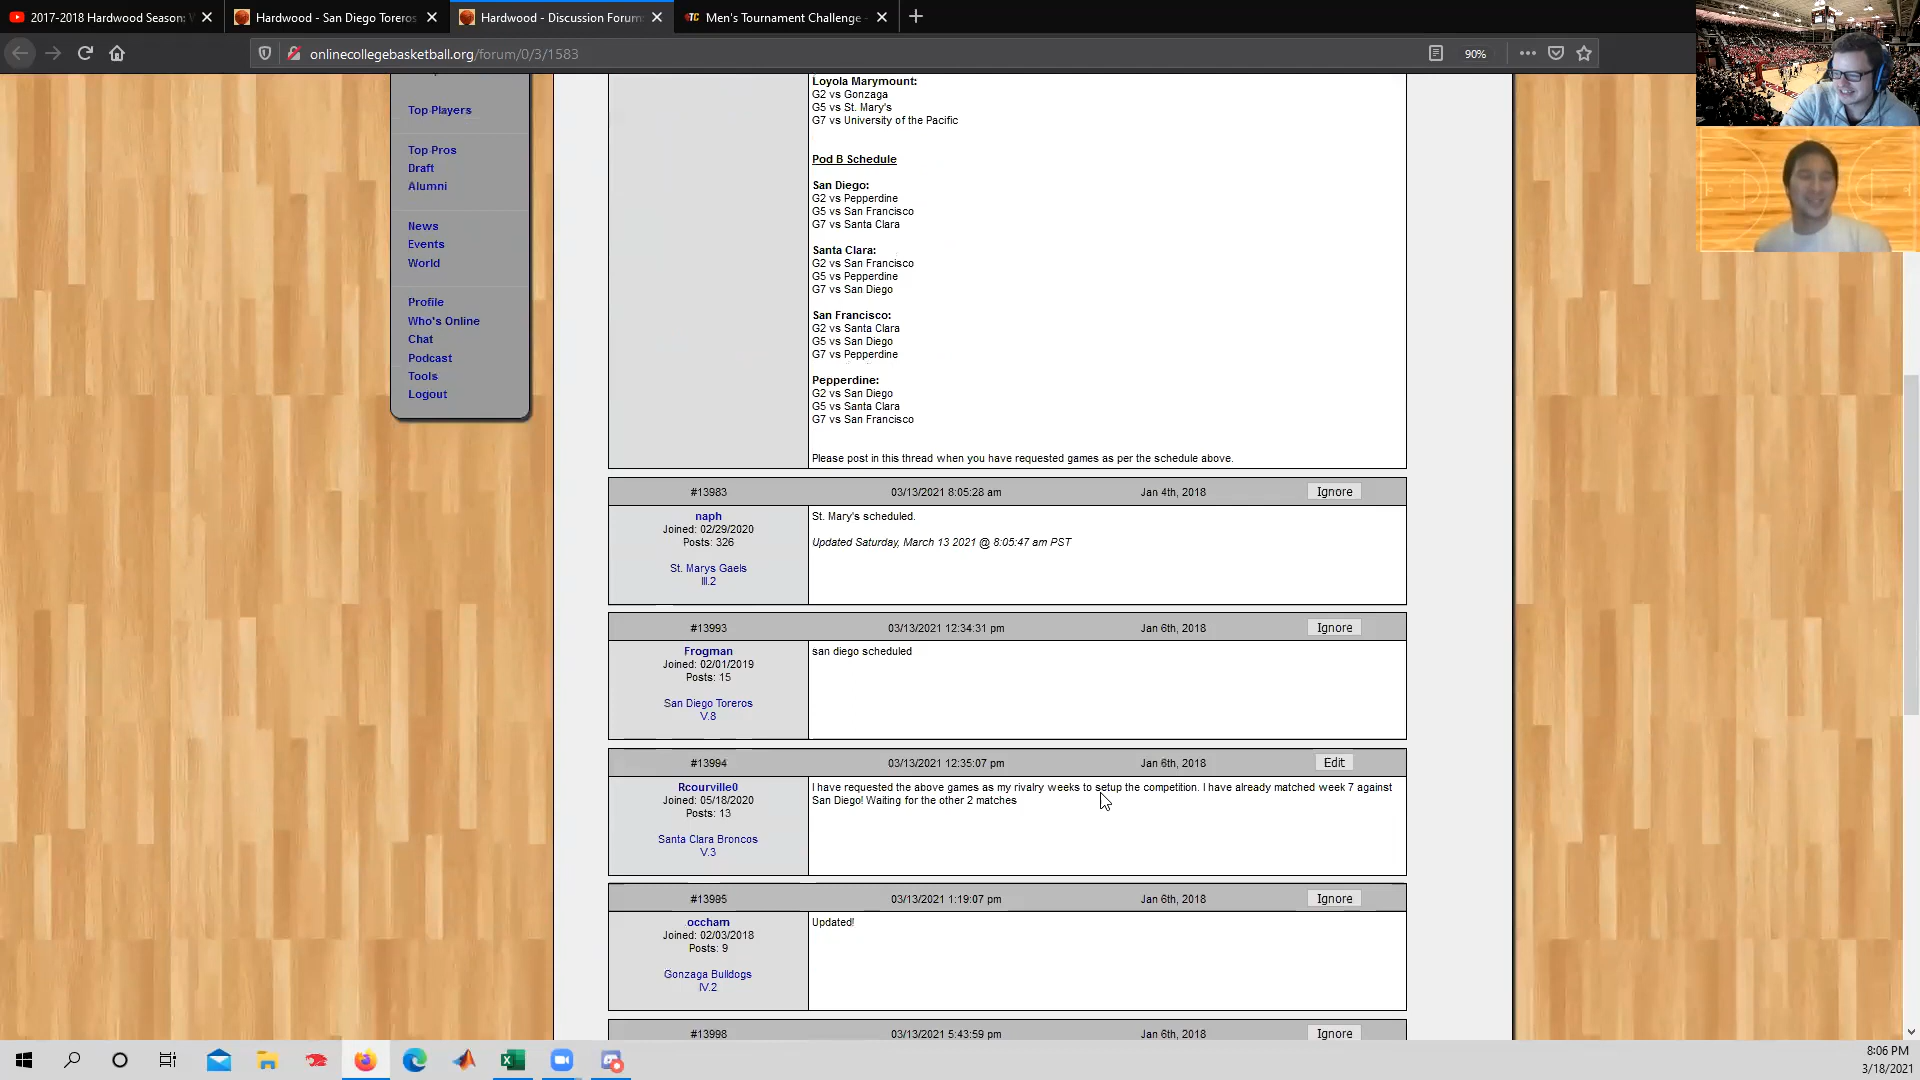 2017-2018 Hardwood Season:
Hardwood - San Diego Toreros
Hardwood - Discussion Forum
TC Men's Tournament Challenge
onlinecollegebasketball.org/forum/0/3/1583
90%
Top Players
Top Pros
Draft
Alumni
News
Events
World
Profile
Who's Online
Chat
Podcast
Tools
Logout
Loyola Marymount:
G2 vs Gonzaga
G5 vs St. Mary's
G7 vs University of the Pacific
Pod B Schedule
San Diego:
G2 vs Pepperdine
G5 vs San Francisco
G7 vs Santa Clara
Santa Clara:
G2 vs San Francisco
G5 vs Pepperdine
G7 vs San Diego
San Francisco:
G2 vs Santa Clara
G5 vs San Diego
G7 vs Pepperdine
Pepperdine:
G2 vs San Diego
G5 vs Santa Clara
G7 vs San Francisco
Please post in this thread when you have requested games as per the schedule above.
#13983 03/13/2021 8:05:28 am Jan 4th, 2018 Ignore
naph
Joined: 02/29/2020
Posts: 326
St. Marys Gaels
III.2
St. Mary's scheduled.
Updated Saturday, March 13 2021 @ 8:05:47 am PST
#13993 03/13/2021 12:34:31 pm Jan 6th, 2018 Ignore
Frogman
Joined: 02/01/2019
Posts: 15
San Diego Toreros
V.8
san diego scheduled
#13994 03/13/2021 12:35:07 pm Jan 6th, 2018 Edit
Rcourville0
Joined: 05/18/2020
Posts: 13
Santa Clara Broncos
V.3
I have requested the above games as my rivalry weeks to setup the competition. I have already matched week 7 against
San Diego! Waiting for the other 2 matches
#13995 03/13/2021 1:19:07 pm Jan 6th, 2018 Ignore
occham
Joined: 02/03/2018
Posts: 9
Gonzaga Bulldogs
IV.2
Updated!
#13998 03/13/2021 5:43:59 pm Jan 6th, 2018 Ignore
8:06 PM
3/18/2021